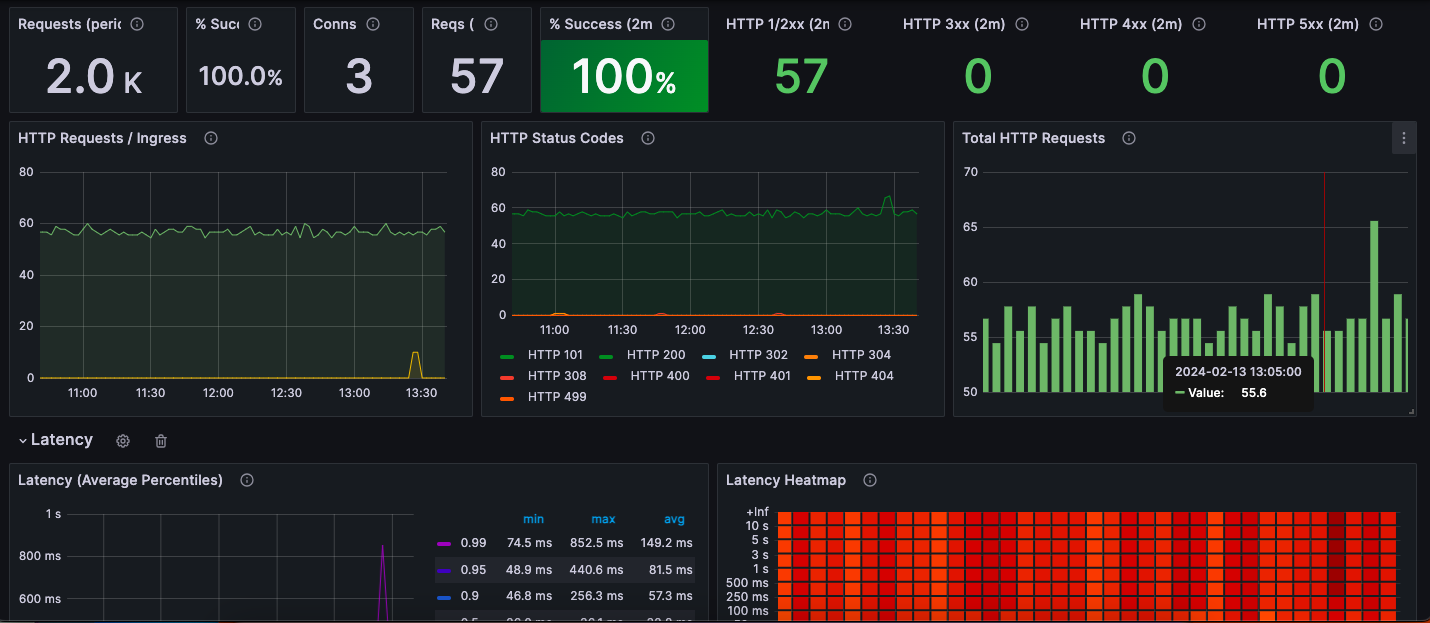 Requests (peric
% Suc
Conns
Reqs (
% Success (2m
HTTP 1/2xx (2m
HTTP 3xx (2m)
HTTP 4xx (2m)
HTTP 5xx (2m)
2.0 K
100.0%
3
57
100%
57
0
0
0
HTTP Requests / Ingress
80
60
40
20
0
11:00 11:30 12:00 12:30 13:00 13:30
HTTP Status Codes
80
60
40
20
0
11:00 11:30 12:00 12:30 13:00 13:30
HTTP 101 HTTP 200 HTTP 302 HTTP 304
HTTP 308 HTTP 400 HTTP 401 HTTP 404
HTTP 499
Total HTTP Requests
70
65
60
55
50
2024-02-13 13:05:00
Value: 55.6
Latency
Latency (Average Percentiles)
1 s
800 ms
600 ms
min max avg
0.99 74.5 ms 852.5 ms 149.2 ms
0.95 48.9 ms 440.6 ms 81.5 ms
0.9 46.8 ms 256.3 ms 57.3 ms
Latency Heatmap
+Inf
10 s
5 s
3 s
1 s
500 ms
250 ms
100 ms